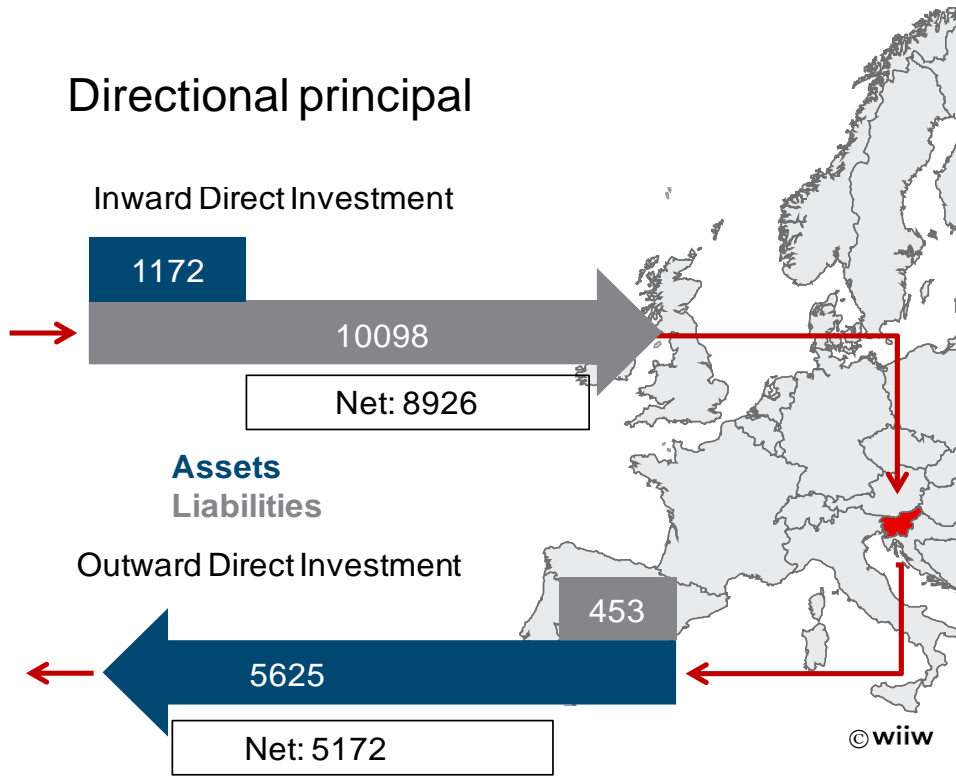 Directional principal
Inward Direct Investment
1172
10098
Net: 8926
Assets
Liabilities
Outward Direct Investment
453
5625
Net: 5172
© wiiw